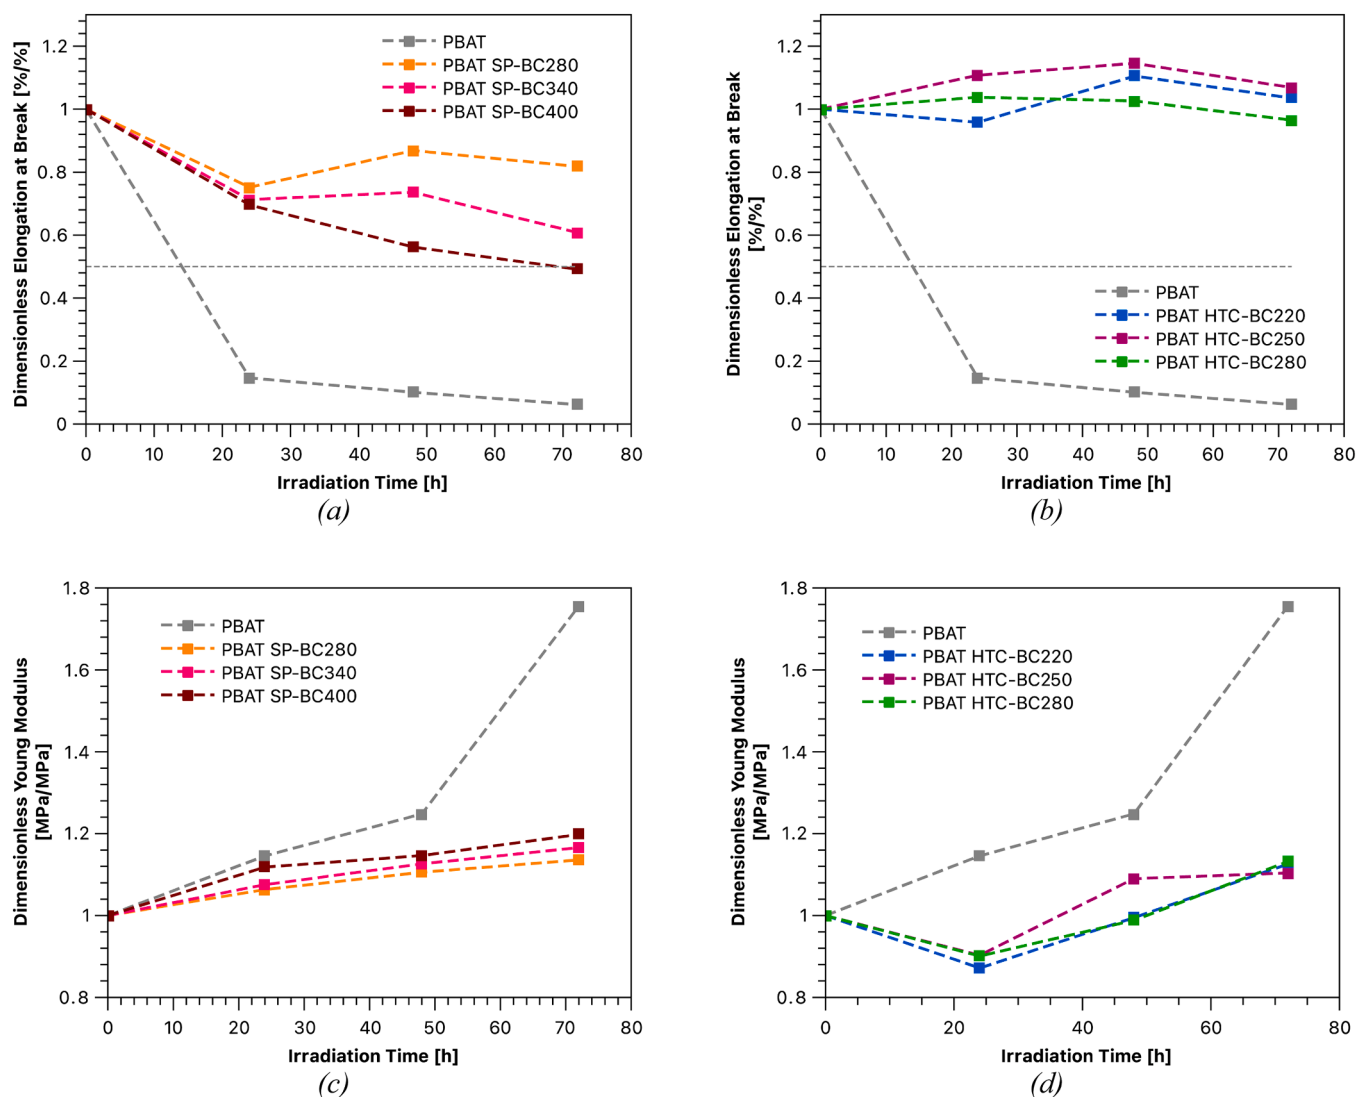 Dimensionless Elongation at Break [%/%]
1.2
1
0.8
0.6
0.4
0.2
0
PBAT
PBAT SP-BC280
PBAT SP-BC340
PBAT SP-BC400
0 10 20 30 40 50 60 70 80
Irradiation Time [h]
(a)
Dimensionless Elongation at Break
[%/%]
1.2
1
0.8
0.6
0.4
0.2
0
PBAT
PBAT HTC-BC220
PBAT HTC-BC250
PBAT HTC-BC280
0 10 20 30 40 50 60 70 80
Irradiation Time [h]
(b)
Dimensionless Young Modulus
[MPa/MPa]
1.8
1.6
1.4
1.2
1
0.8
PBAT
PBAT SP-BC280
PBAT SP-BC340
PBAT SP-BC400
0 10 20 30 40 50 60 70 80
Irradiation Time [h]
(c)
Dimensionless Young Modulus
[MPa/MPa]
1.8
1.6
1.4
1.2
1
0.8
PBAT
PBAT HTC-BC220
PBAT HTC-BC250
PBAT HTC-BC280
0 20 40 60 80
Irradiation Time [h]
(d)